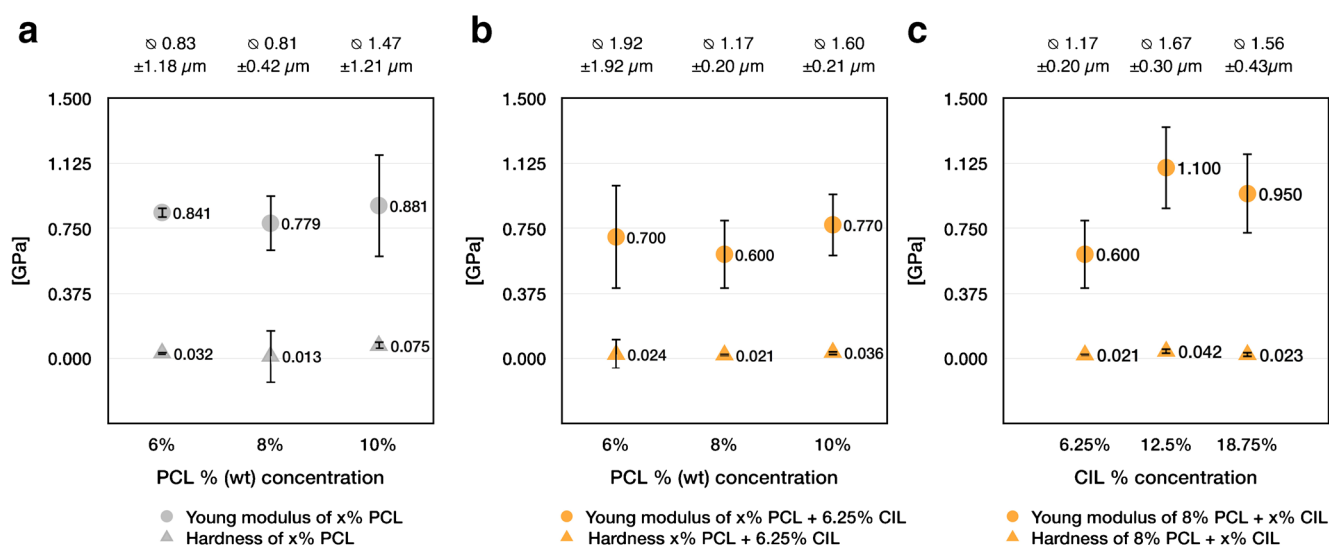 a
∅ 0.83
±1.18 µm
∅ 0.81
±0.42 µm
∅ 1.47
±1.21 µm
1.500
1.125
0.750
0.375
0.000
[GPa]
0.841
0.779
0.881
0.032
0.013
0.075
6%
8%
10%
PCL % (wt) concentration
Young modulus of x% PCL
Hardness of x% PCL
b
∅ 1.92
±1.92 µm
∅ 1.17
±0.20 µm
∅ 1.60
±0.21 µm
1.500
1.125
0.750
0.375
0.000
[GPa]
0.700
0.600
0.770
0.024
0.021
0.036
6%
8%
10%
PCL % (wt) concentration
Young modulus of x% PCL + 6.25% CIL
Hardness x% PCL + 6.25% CIL
c
∅ 1.17
±0.20 µm
∅ 1.67
±0.30 µm
∅ 1.56
±0.43µm
1.500
1.125
0.750
0.375
0.000
[GPa]
0.600
1.100
0.950
0.021
0.042
0.023
6.25%
12.5%
18.75%
CIL % concentration
Young modulus of 8% PCL + x% CIL
Hardness of 8% PCL + x% CIL